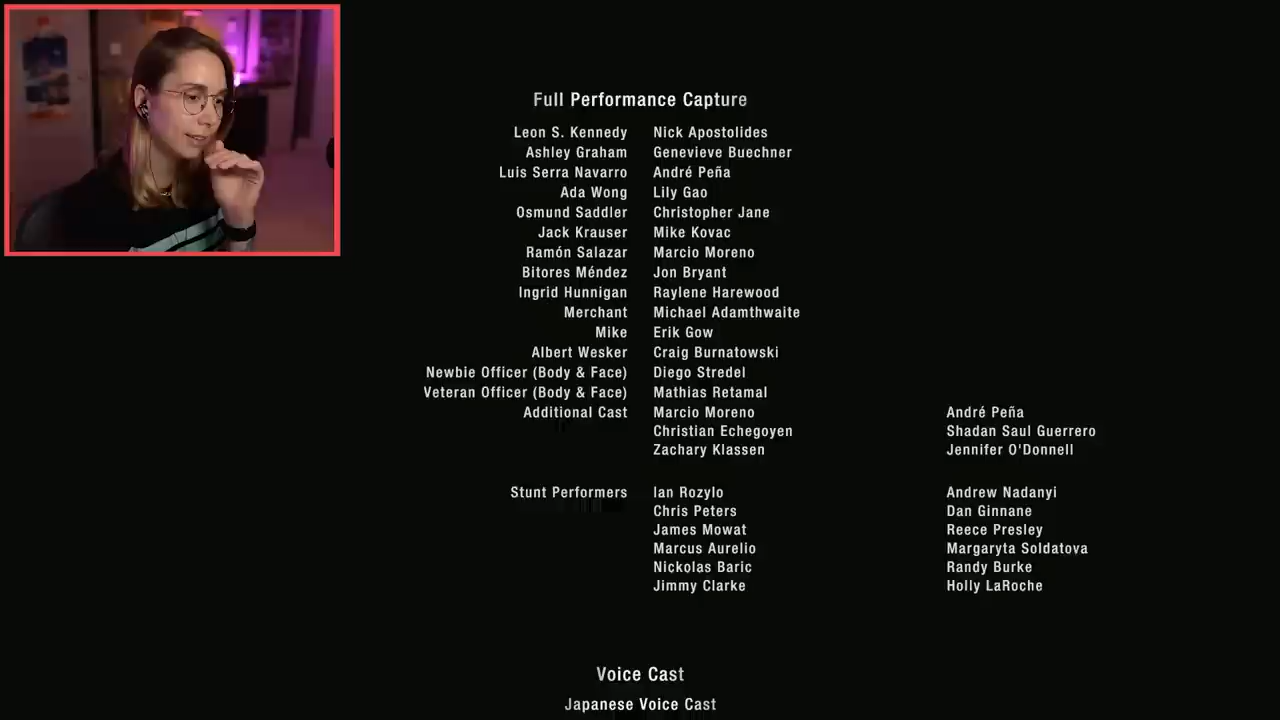 Full Performance Capture
Leon S. Kennedy Nick Apostolides
Ashley Graham Genevieve Buechner
Luis Serra Navarro André Peña
Ada Wong Lily Gao
Osmund Saddler Christopher Jane
Jack Krauser Mike Kovac
Ramón Salazar Marcio Moreno
Bitores Méndez Jon Bryant
Ingrid Hunnigan Raylene Harewood
Merchant Michael Adamthwaite
Mike Erik Gow
Albert Wesker Craig Burnatowski
Newbie Officer (Body & Face) Diego Stredel
Veteran Officer (Body & Face) Mathias Retamal
Additional Cast Marcio Moreno André Peña
Christian Echegoyen Shadan Saul Guerrero
Zachary Klassen Jennifer O'Donnell
Stunt Performers Ian Rozylo Andrew Nadanyi
Chris Peters Dan Ginnane
James Mowat Reece Presley
Marcus Aurelio Margaryta Soldatova
Nickolas Baric Randy Burke
Jimmy Clarke Holly LaRoche
Voice Cast
Japanese Voice Cast